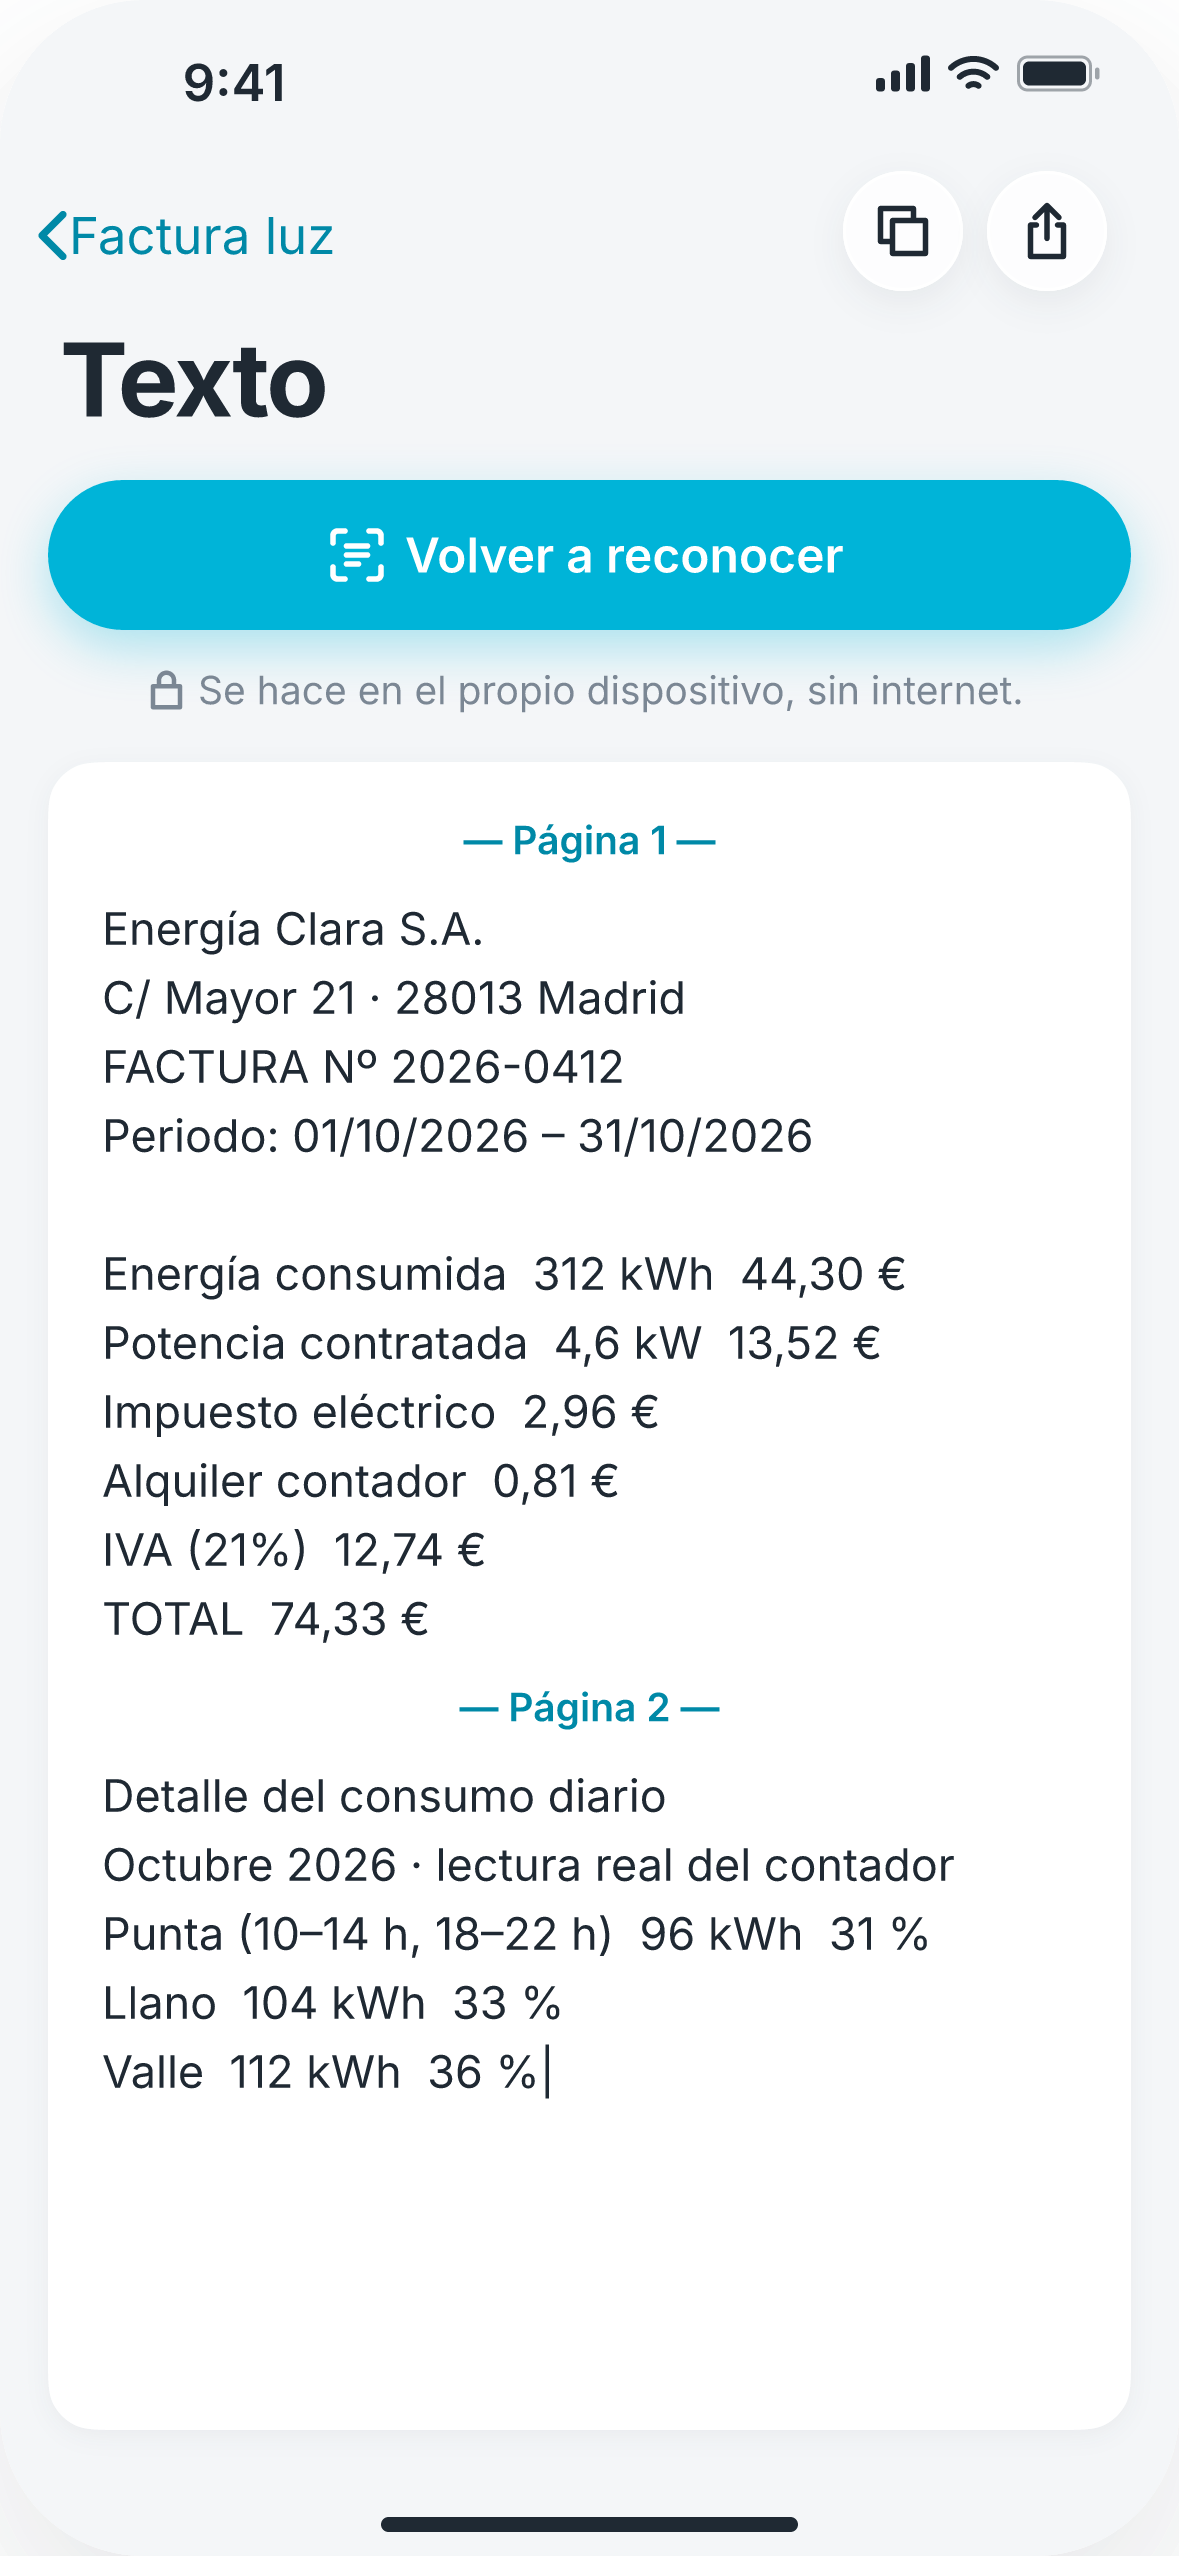 9:41
Factura luz
Texto
Volver a reconocer
Se hace en el propio dispositivo, sin internet.
— Página 1 —
Energía Clara S.A.
C/ Mayor 21 · 28013 Madrid
FACTURA Nº 2026-0412
Periodo: 01/10/2026 – 31/10/2026
Energía consumida  312 kWh  44,30 €
Potencia contratada  4,6 kW  13,52 €
Impuesto eléctrico  2,96 €
Alquiler contador  0,81 €
IVA (21%)  12,74 €
TOTAL  74,33 €
— Página 2 —
Detalle del consumo diario
Octubre 2026 · lectura real del contador
Punta (10–14 h, 18–22 h)  96 kWh  31 %
Llano  104 kWh  33 %
Valle  112 kWh  36 %